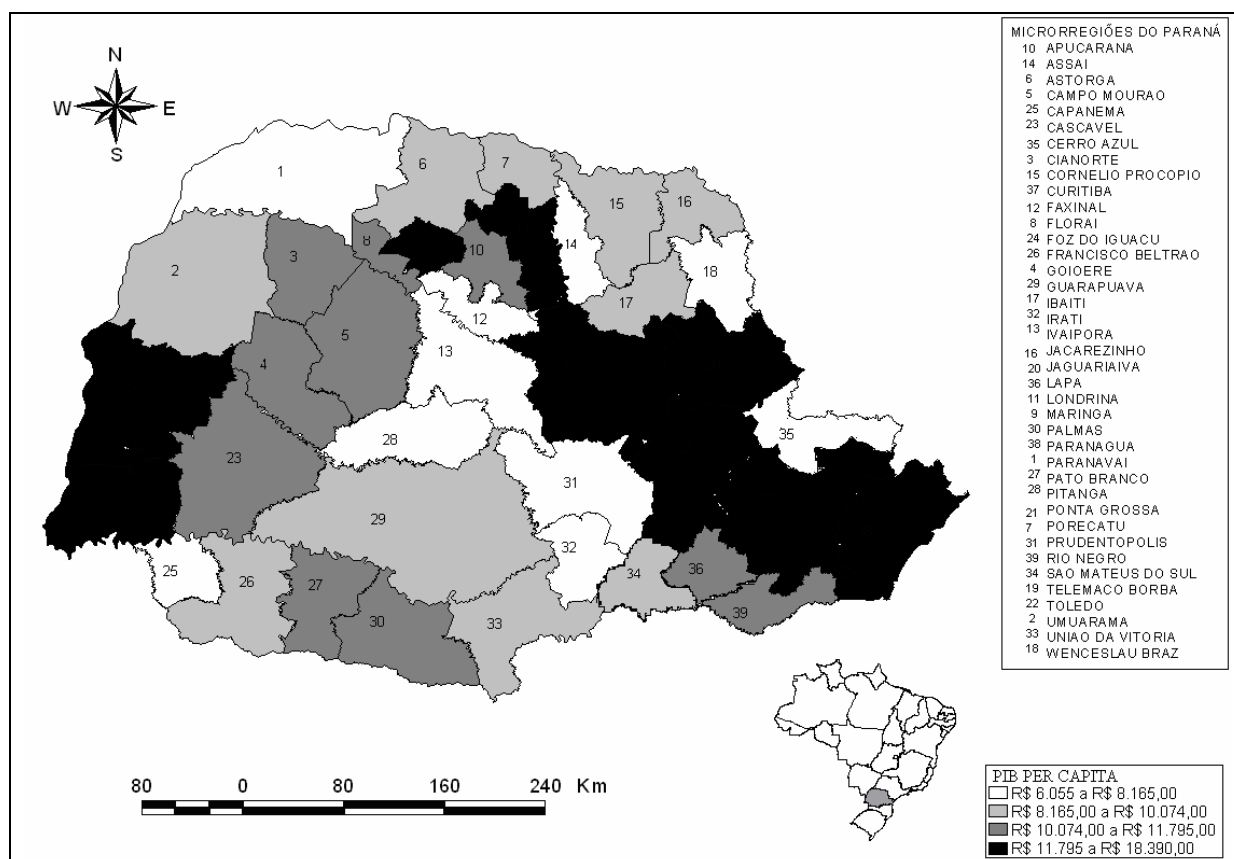 N
W E
S
MICRORREGIÕES DO PARANÁ
10 APUCARANA
14 ASSAI
6 ASTORGA
5 CAMPO MOURAO
25 CAPANEMA
23 CASCAVEL
35 CERRO AZUL
3 CIANORTE
15 CORNELIO PROCOPIO
37 CURITIBA
12 FAXINAL
8 FLORAI
24 FOZ DO IGUACU
26 FRANCISCO BELTRAO
4 GOIOERE
29 GUARAPUAVA
17 IBAITI
32 IRATI
13 IVAIPORA
16 JACAREZINHO
20 JAGUARIAIVA
36 LAPA
11 LONDRINA
9 MARINGA
30 PALMAS
38 PARANAGUA
1 PARANAVAI
27 PATO BRANCO
28 PITANGA
21 PONTA GROSSA
7 PORECATU
31 PRUDENTOPOLIS
39 RIO NEGRO
34 SAO MATEUS DO SUL
19 TELEMACO BORBA
22 TOLEDO
2 UMUARAMA
33 UNIAO DA VITORIA
18 WENCESLAU BRAZ
1
6
7
15
16
8
10
14
18
2
3
17
12
5
13
4
28
35
23
31
29
32
25
26
27
34
36
30
33
39
80 0 80 160 240 Km
PIB PER CAPITA
R$ 6.055 a R$ 8.165,00
R$ 8.165,00 a R$ 10.074,00
R$ 10.074,00 a R$ 11.795,00
R$ 11.795 a R$ 18.390,00